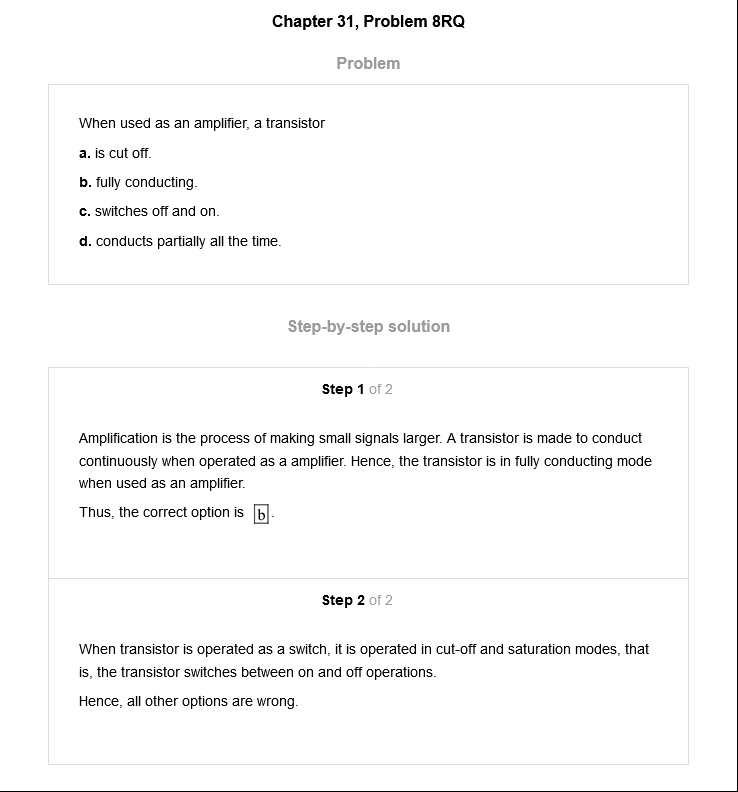 Chapter 31, Problem 8RQ
Problem
When used as an amplifier, a transistor
a. is cut off.
b. fully conducting.
c. switches off and on.
d. conducts partially all the time.
Step-by-step solution
Step 1 of 2
Amplification is the process of making small signals larger. A transistor is made to conduct
continuously when operated as a amplifier. Hence, the transistor is in fully conducting mode
when used as an amplifier.
Thus, the correct option is b.
Step 2 of 2
When transistor is operated as a switch, it is operated in cut-off and saturation modes, that
is, the transistor switches between on and off operations.
Hence, all other options are wrong.